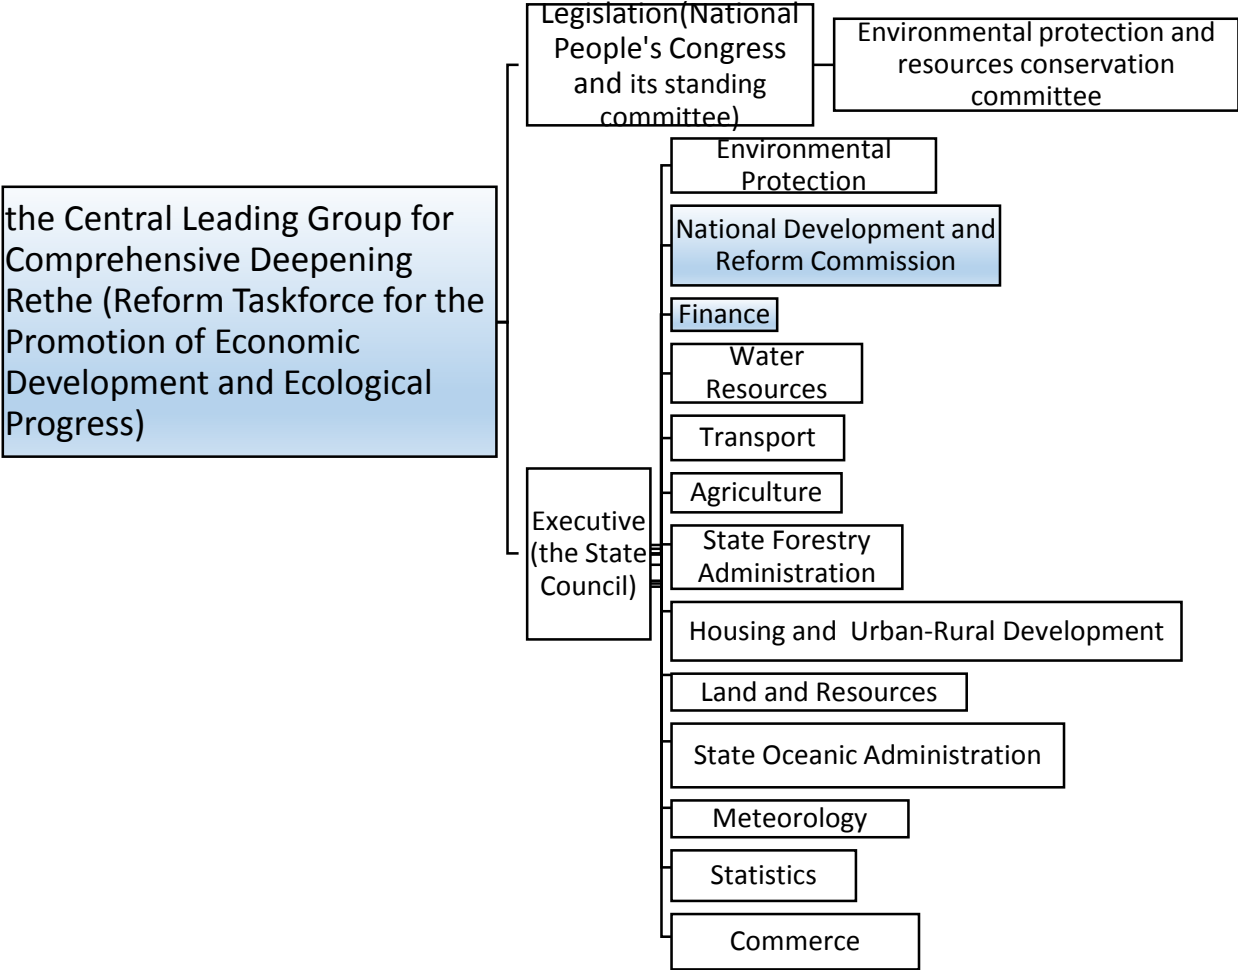 Legislation(National
People's Congress
and its standing
committee)
Environmental protection and
resources conservation
committee
the Central Leading Group for
Comprehensive Deepening
Rethe (Reform Taskforce for the
Promotion of Economic
Development and Ecological
Progress)
Executive
(the State
Council)
Environmental
Protection
National Development and
Reform Commission
Finance
Water
Resources
Transport
Agriculture
State Forestry
Administration
Housing and  Urban-Rural Development
Land and Resources
State Oceanic Administration
Meteorology
Statistics
Commerce